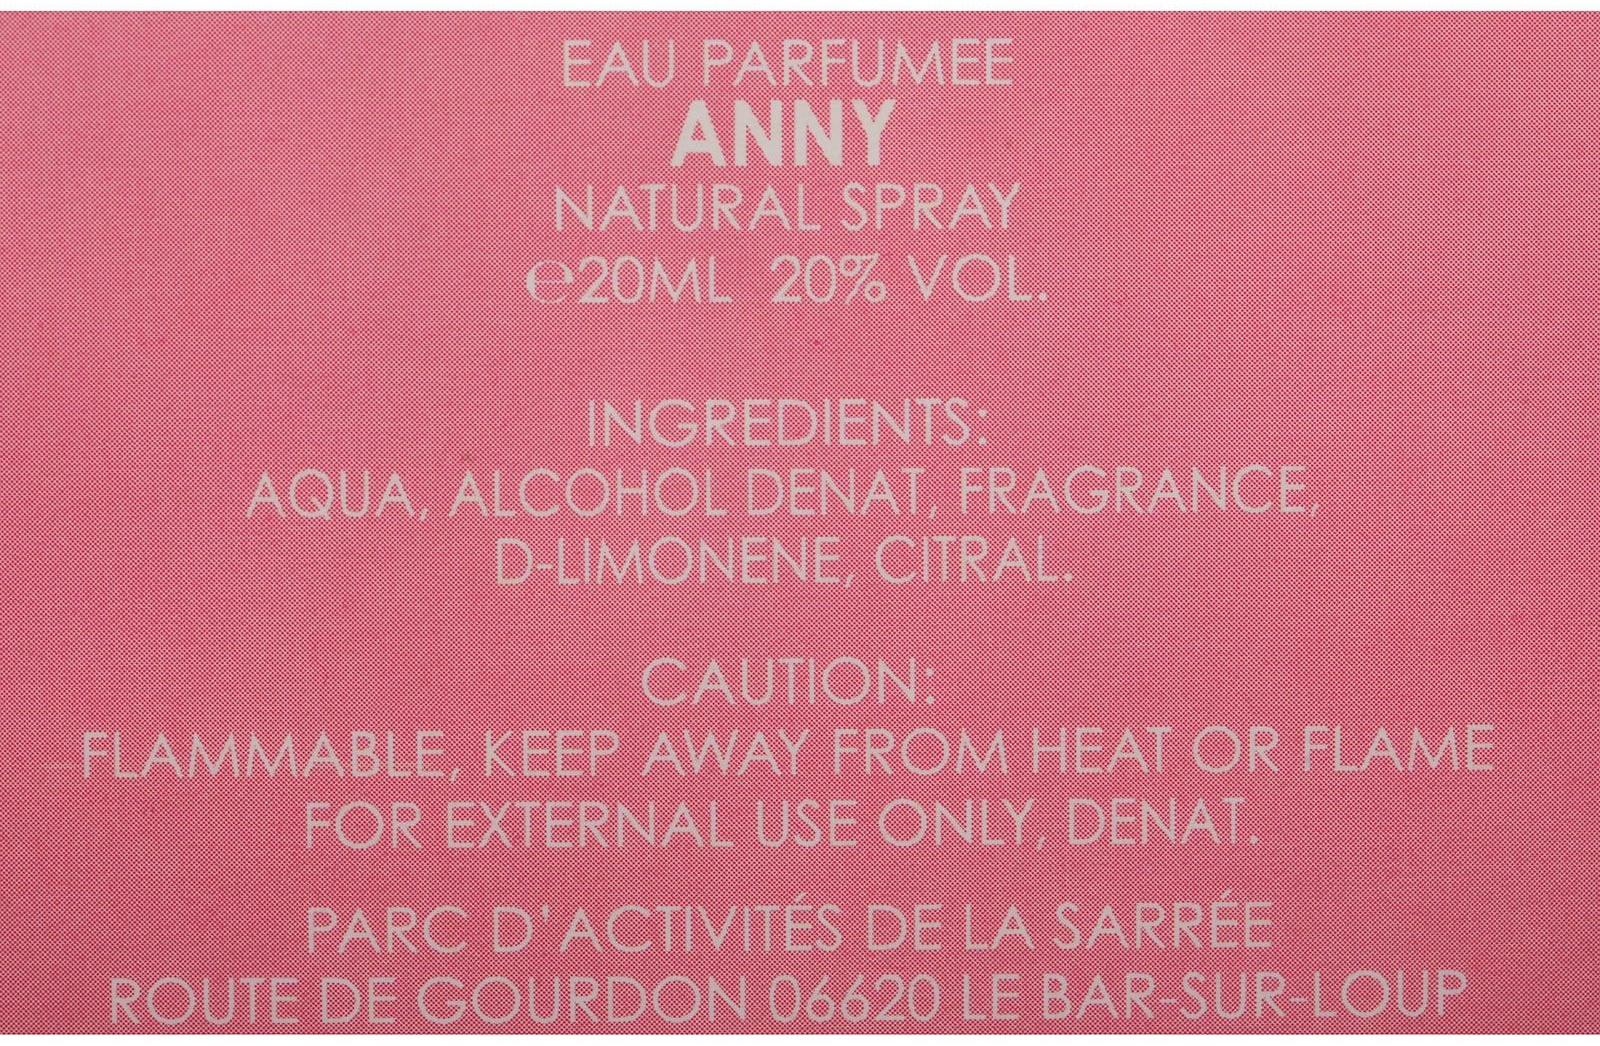 EAU PARFUMEE
ANNY
NATURAL SPRAY
℮20ML 20% VOL.
INGREDIENTS:
AQUA, ALCOHOL DENAT, FRAGRANCE,
D-LIMONENE, CITRAL.
CAUTION:
FLAMMABLE, KEEP AWAY FROM HEAT OR FLAME
FOR EXTERNAL USE ONLY, DENAT.
PARC D'ACTIVITÉS DE LA SARRÉE
ROUTE DE GOURDON 06620 LE BAR-SUR-LOUP